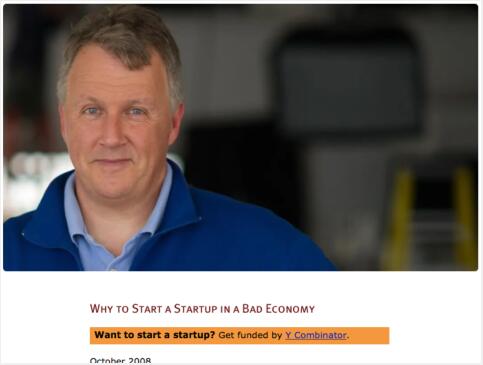 WHY TO START A STARTUP IN A BAD ECONOMY
Want to start a startup? Get funded by Y Combinator.
October 2008